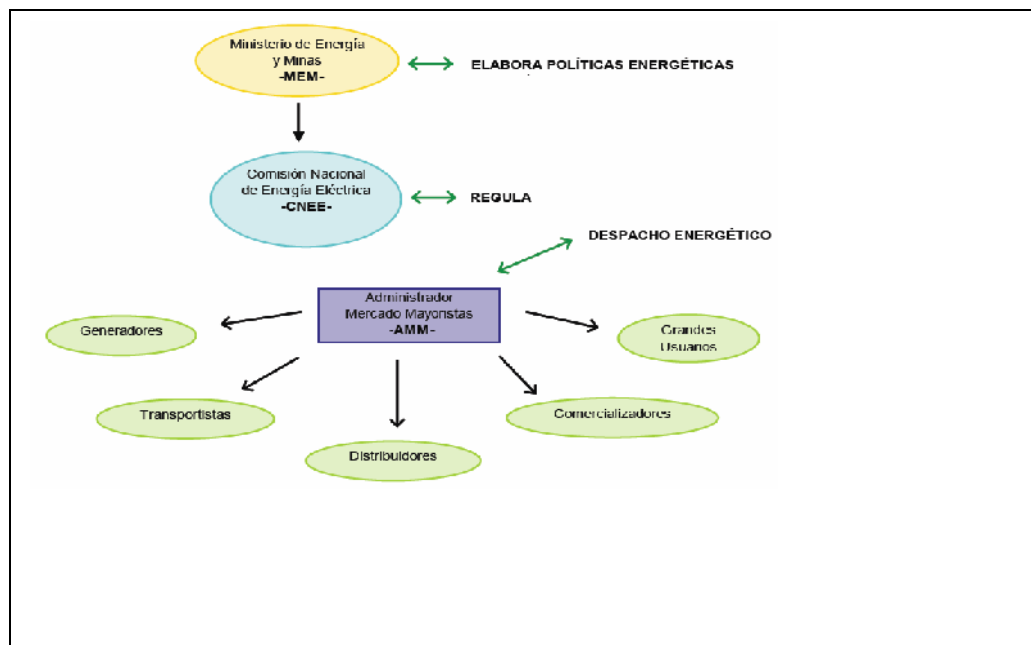 Ministerio de Energía
y Minas
-MEM-
ELABORA POLÍTICAS ENERGÉTICAS
Comisión Nacional
de Energía Eléctrica
-CNEE-
REGULA
DESPACHO ENERGÉTICO
Administrador
Mercado Mayoristas
-AMM-
Generadores
Grandes
Usuarios
Transportistas
Comercializadores
Distribuidores